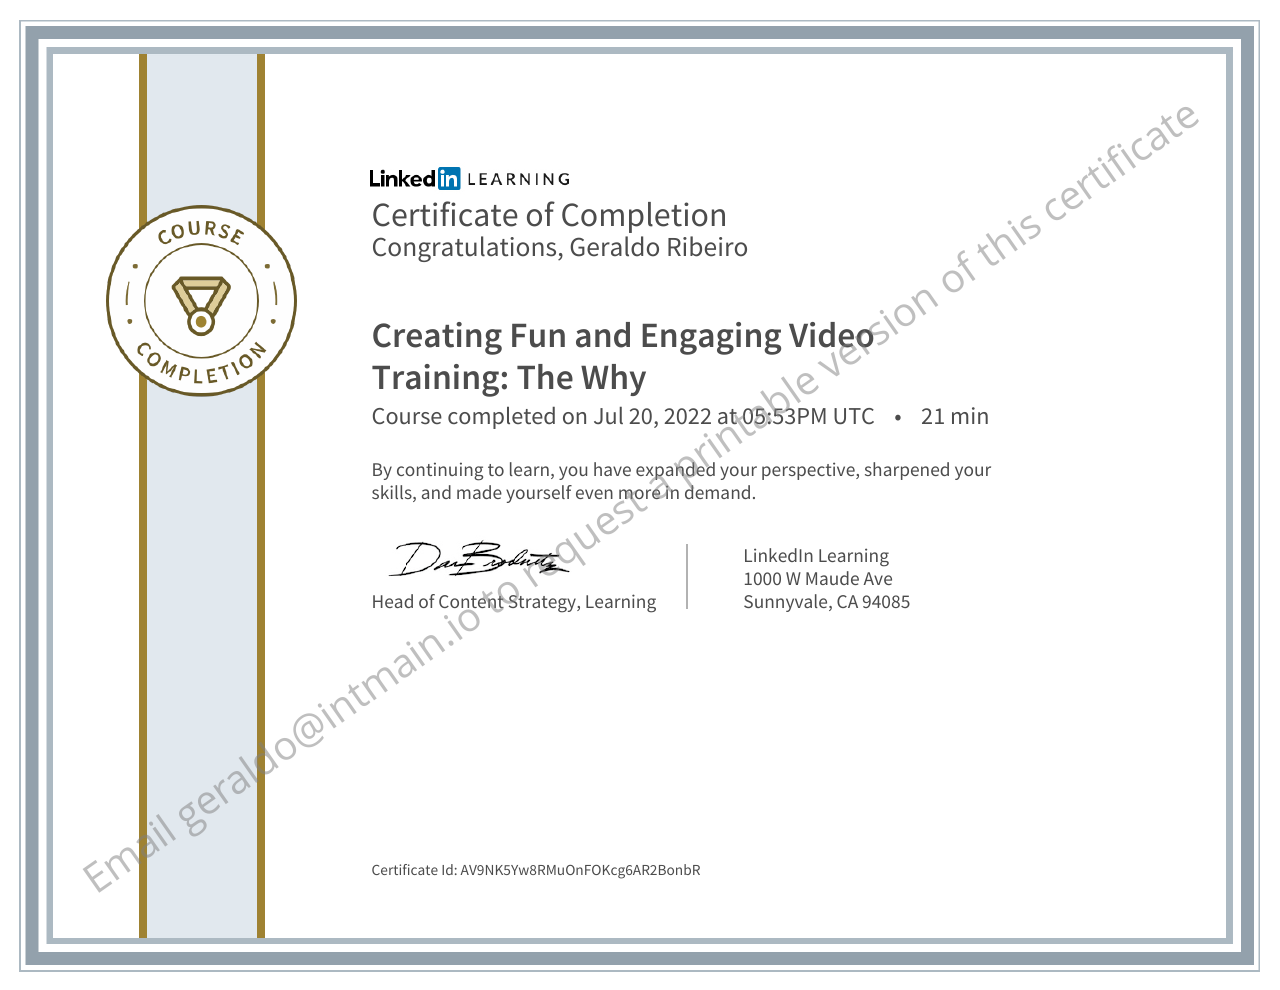 LinkedIn LEARNING
Certificate of Completion
Congratulations, Geraldo Ribeiro
COURSE
COMPLETION
Creating Fun and Engaging Video
Training: The Why
Course completed on Jul 20, 2022 at 05:53PM UTC • 21 min
By continuing to learn, you have expanded your perspective, sharpened your
skills, and made yourself even more in demand.
Head of Content Strategy, Learning
LinkedIn Learning
1000 W Maude Ave
Sunnyvale, CA 94085
Certificate Id: AV9NK5Yw8RMuOnFOKcg6AR2BonbR
Email geraldo@intmain.io to request a printable version of this certificate